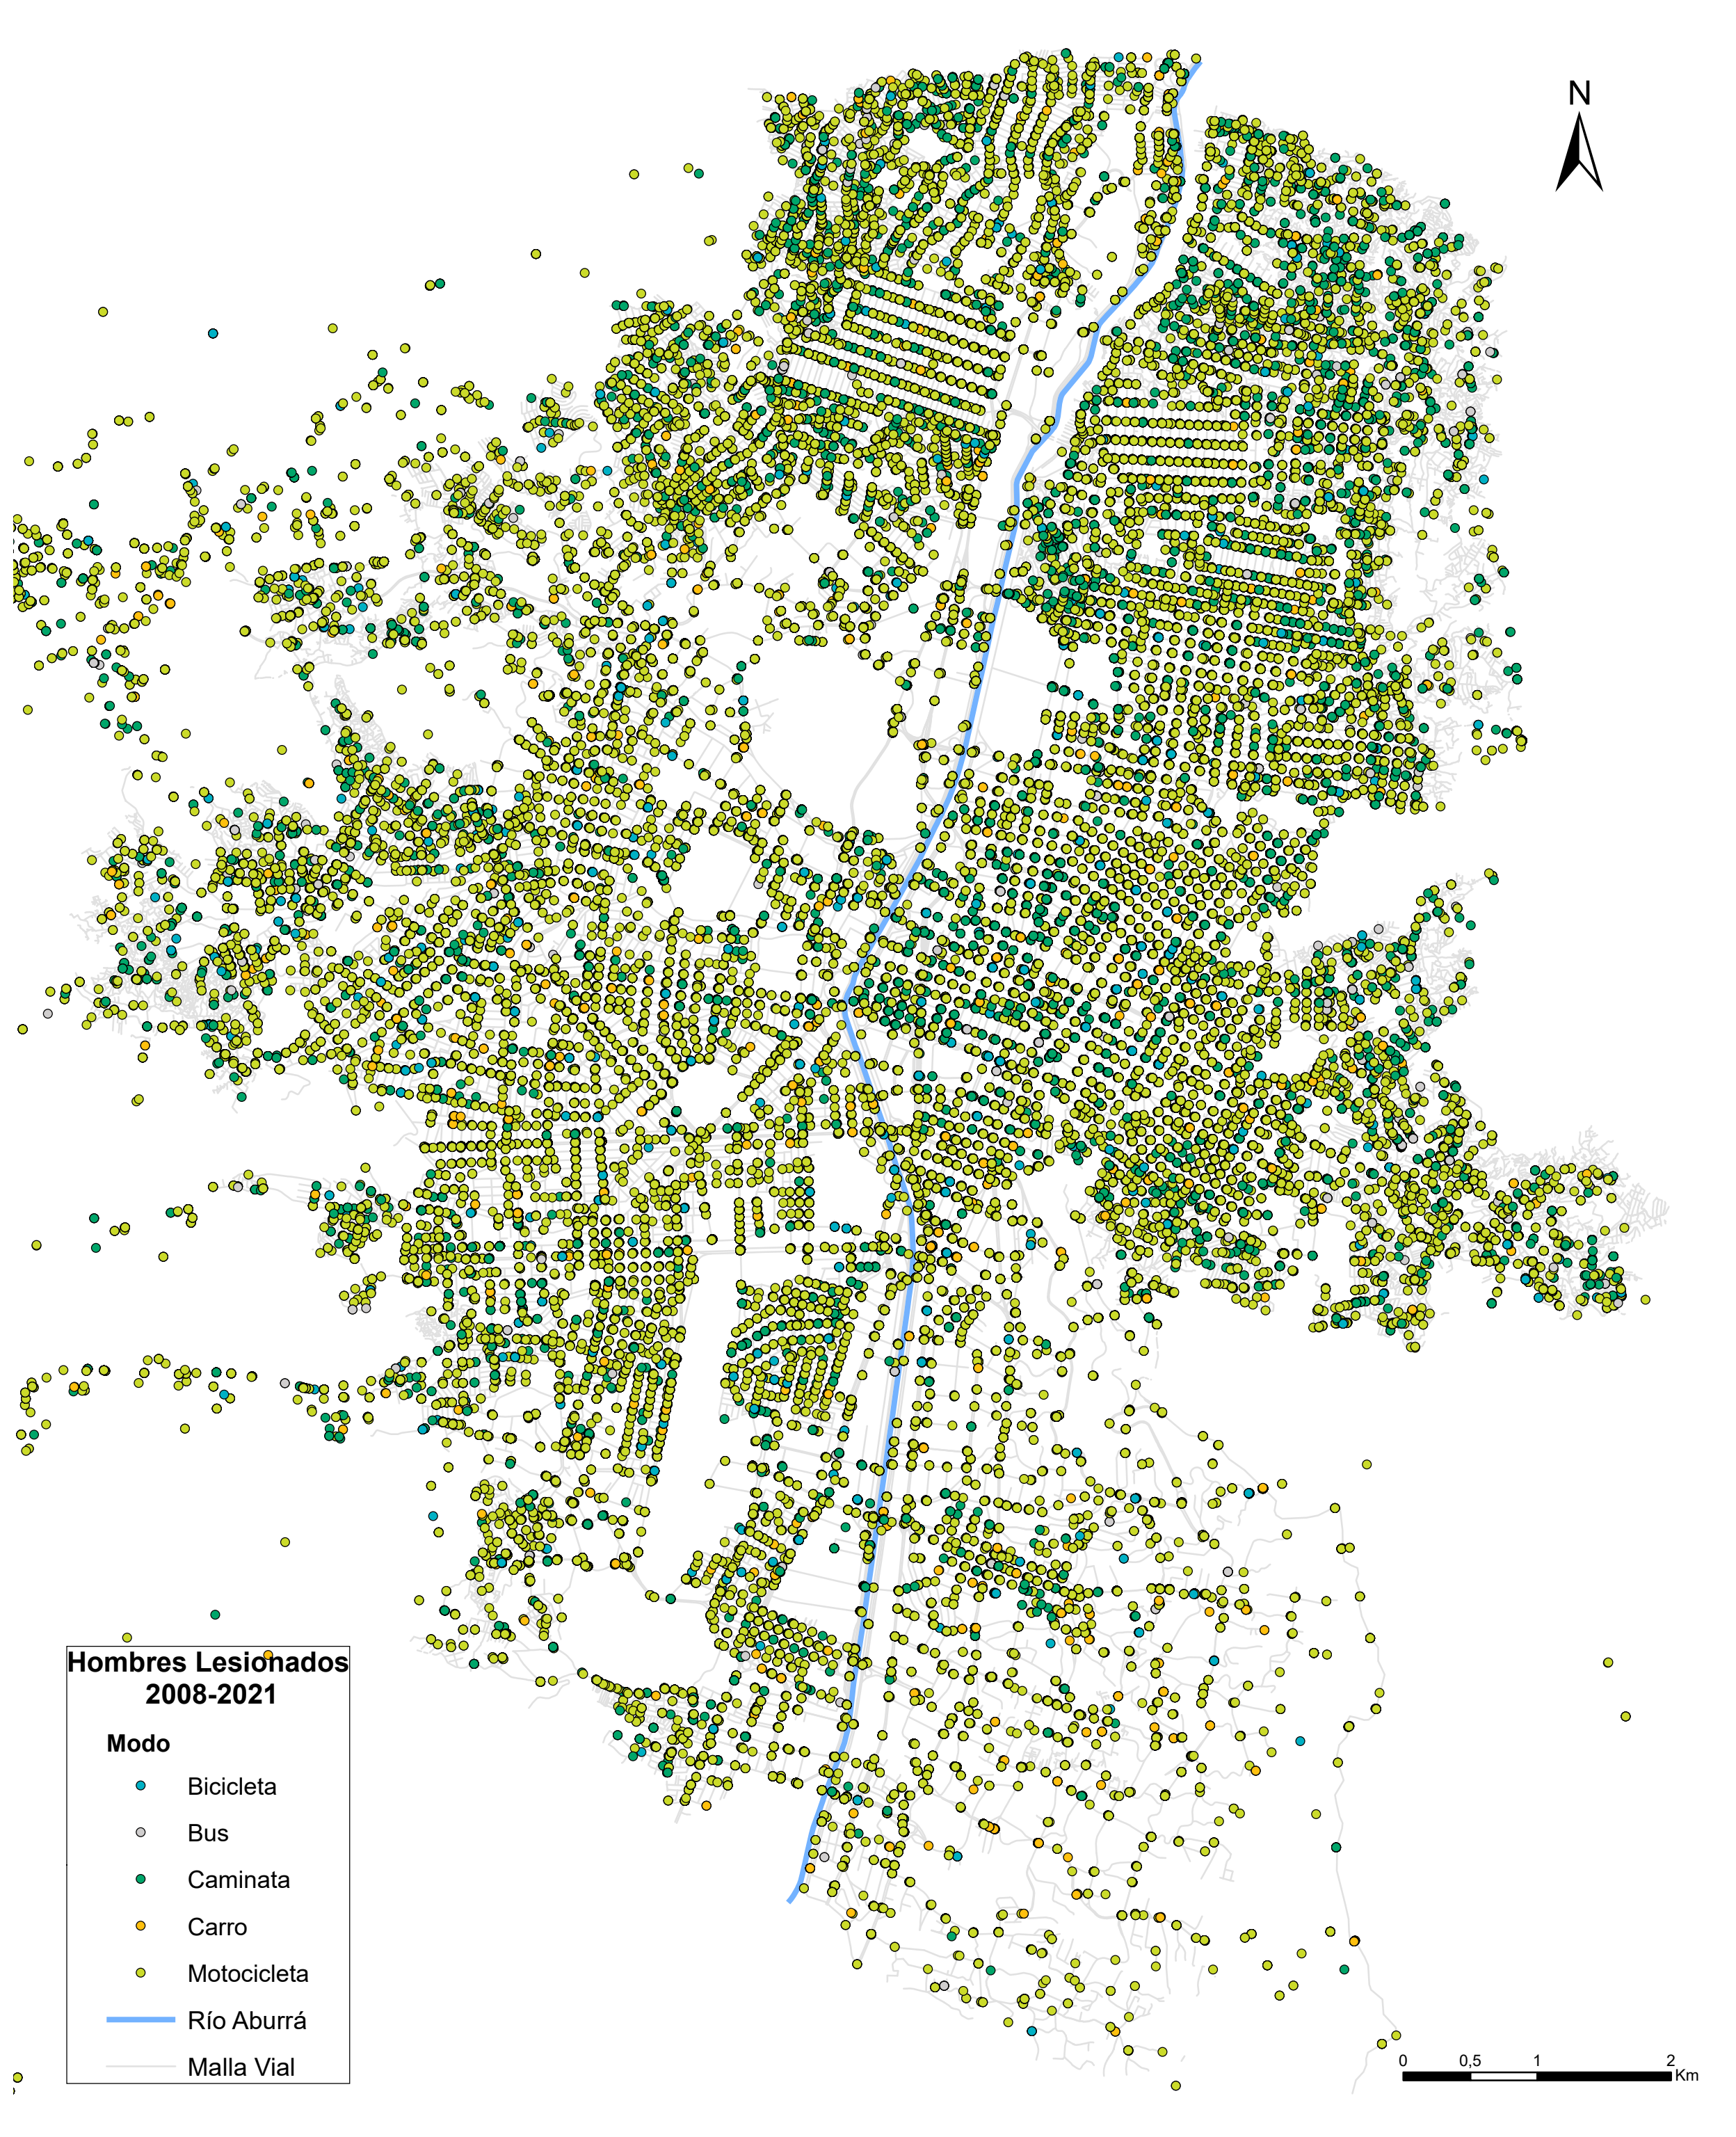 N
Hombres Lesionados
2008-2021
Modo
Bicicleta
Bus
Caminata
Carro
Motocicleta
Río Aburrá
Malla Vial
0 0,5 1 2
Km